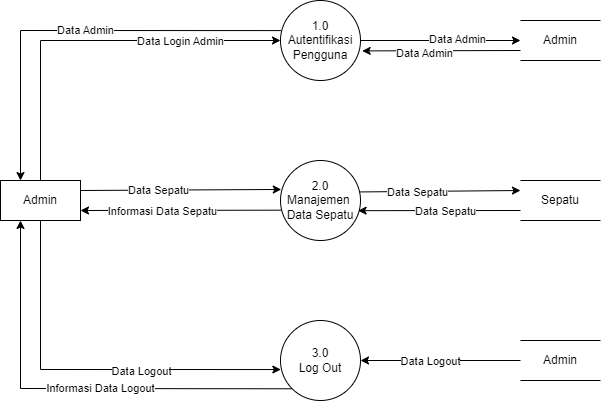 1.0
Autentifikasi
Pengguna
Data Admin
Data Login Admin
Data Admin
Data Admin
Admin
Admin
Data Sepatu
Informasi Data Sepatu
2.0
Manajemen
Data Sepatu
Data Sepatu
Data Sepatu
Sepatu
Data Logout
Informasi Data Logout
3.0
Log Out
Data Logout
Admin